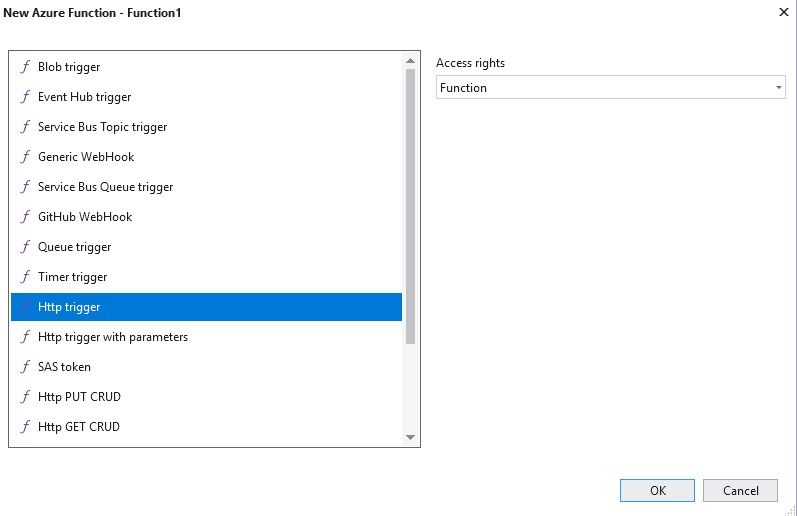 New Azure Function - Function1
Blob trigger
Event Hub trigger
Service Bus Topic trigger
Generic WebHook
Service Bus Queue trigger
GitHub WebHook
Queue trigger
Timer trigger
Http trigger
Http trigger with parameters
SAS token
Http PUT CRUD
Http GET CRUD
Access rights
Function
OK
Cancel